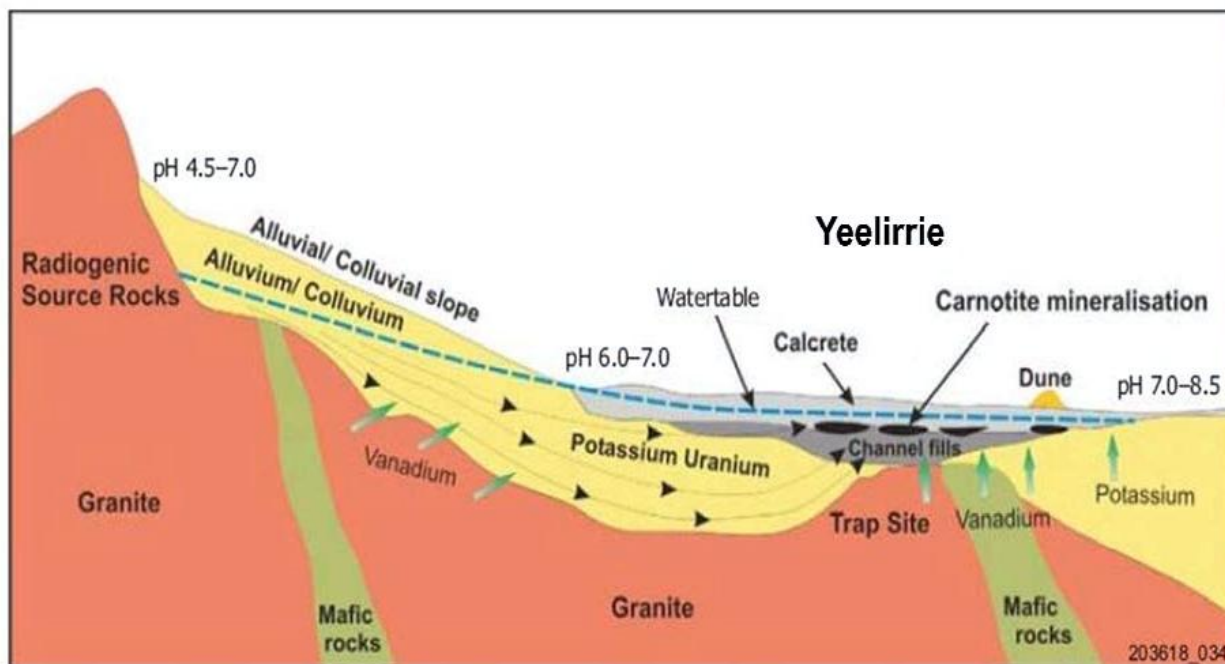 pH 4.5–7.0
Yeelirrie
Alluvial/ Colluvial slope
Radiogenic
Source Rocks
Alluvium/ Colluvium
Watertable
Carnotite mineralisation
Calcrete
pH 6.0–7.0
Dune
pH 7.0–8.5
Potassium Uranium
Channel fills
Vanadium
Potassium
Granite
Trap Site
Vanadium
Granite
Mafic
rocks
Mafic
rocks
203618_034